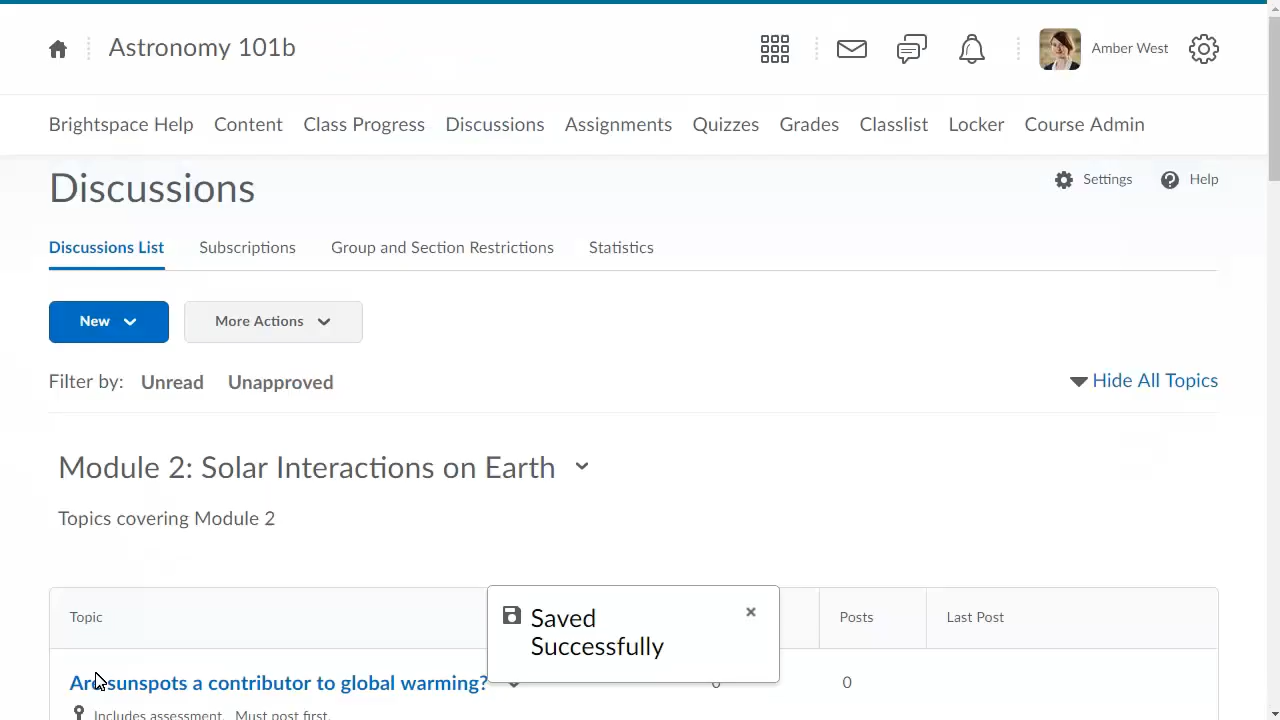 Astronomy 101b
Amber West
Brightspace Help Content Class Progress Discussions Assignments Quizzes Grades Classlist Locker Course Admin
Discussions
Settings Help
Discussions List Subscriptions Group and Section Restrictions Statistics
New More Actions
Filter by: Unread Unapproved
Hide All Topics
Module 2: Solar Interactions on Earth
Topics covering Module 2
Topic Posts Last Post
Saved
Successfully
Are sunspots a contributor to global warming? 0 0
Includes assessment. Must post first.